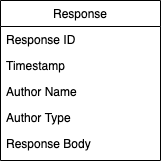 Response
Response ID
Timestamp
Author Name
Author Type
Response Body